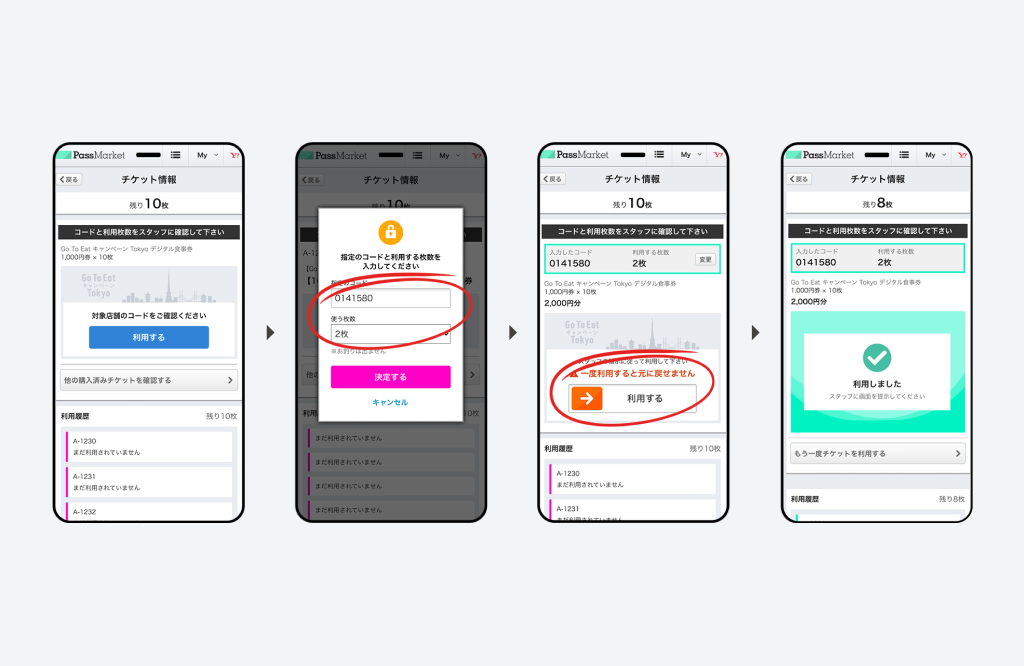 PassMarket
My
Y?
戻る
チケット情報
残り10枚
コードと利用枚数をスタッフに確認して下さい
Go To Eat キャンペーン Tokyo デジタル食事券
1,000円券 × 10枚
Go To Eat
キャンペーン
Tokyo
対象店舗のコードをご確認ください
利用する
他の購入済みチケットを確認する
利用履歴
残り10枚
A-1230
まだ利用されていません
A-1231
まだ利用されていません
A-1232
PassMarket
My
Y?
戻る
チケット情報
残り10枚
指定のコードと利用する枚数を
入力してください
0141580
使う枚数
2枚
※お釣りは出ません
決定する
キャンセル
まだ利用されていません
まだ利用されていません
まだ利用されていません
まだ利用されていません
PassMarket
My
Y?
戻る
チケット情報
残り10枚
コードと利用枚数をスタッフに確認して下さい
入力したコード
0141580
利用する枚数
2枚
変更
Go To Eat キャンペーン Tokyo デジタル食事券
1,000円券 × 10枚
2,000円分
Go To Eat
キャンペーン
Tokyo
スタッフの指示に従って利用して下さい
一度利用すると元に戻せません
利用する
利用履歴
残り10枚
A-1230
まだ利用されていません
A-1231
まだ利用されていません
PassMarket
My
Y?
戻る
チケット情報
残り8枚
コードと利用枚数をスタッフに確認して下さい
入力したコード
0141580
利用する枚数
2枚
Go To Eat キャンペーン Tokyo デジタル食事券
1,000円券 × 10枚
2,000円分
利用しました
スタッフに画面を提示してください
もう一度チケットを利用する
利用履歴
残り8枚